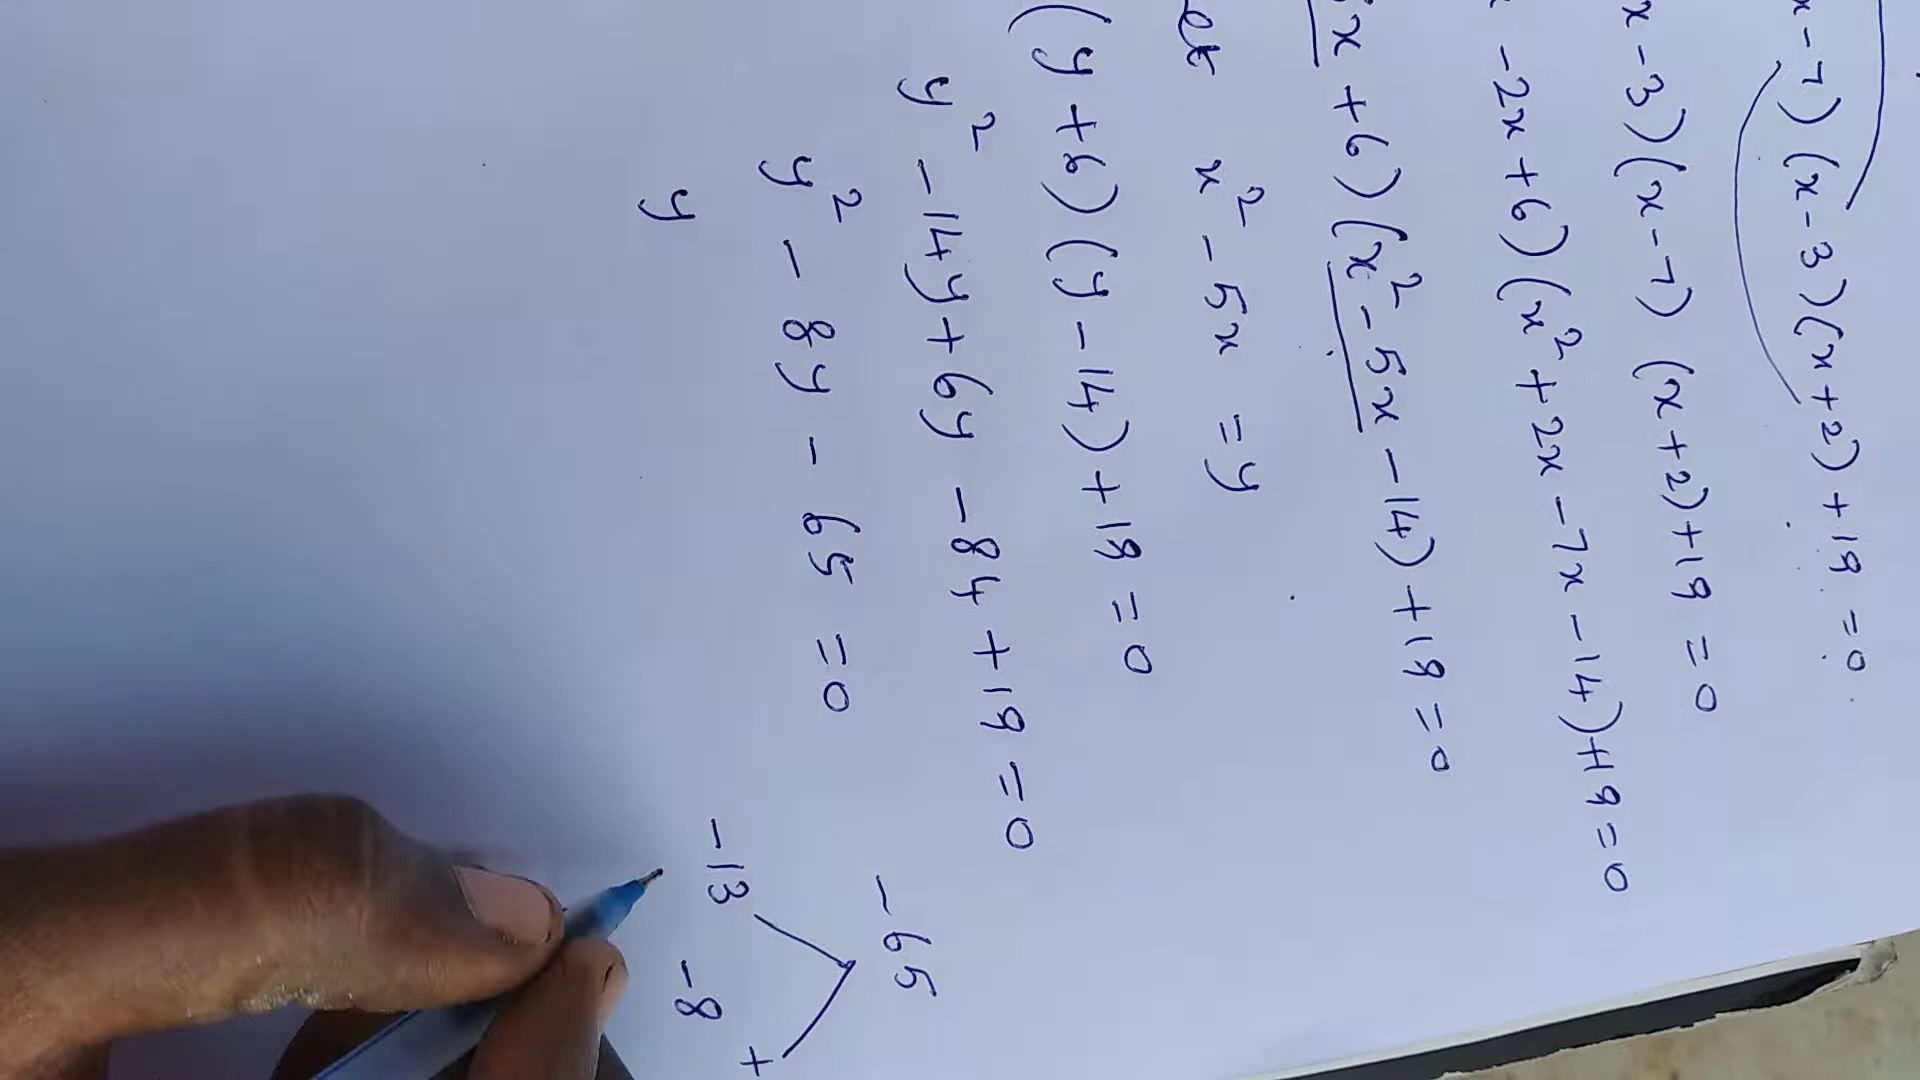 x-7)(x-3)(x+2)+19=0
x-3)(x-7)(x+2)+19=0
-2x+6)(x²+2x-7x-14)+19=0
5x+6)(x²-5x-14)+19=0
let x²-5x=y
(y+6)(y-14)+19=0
y²-14y+6y-84+19=0
y²-8y-65=0
y
-65
-13 +
-8